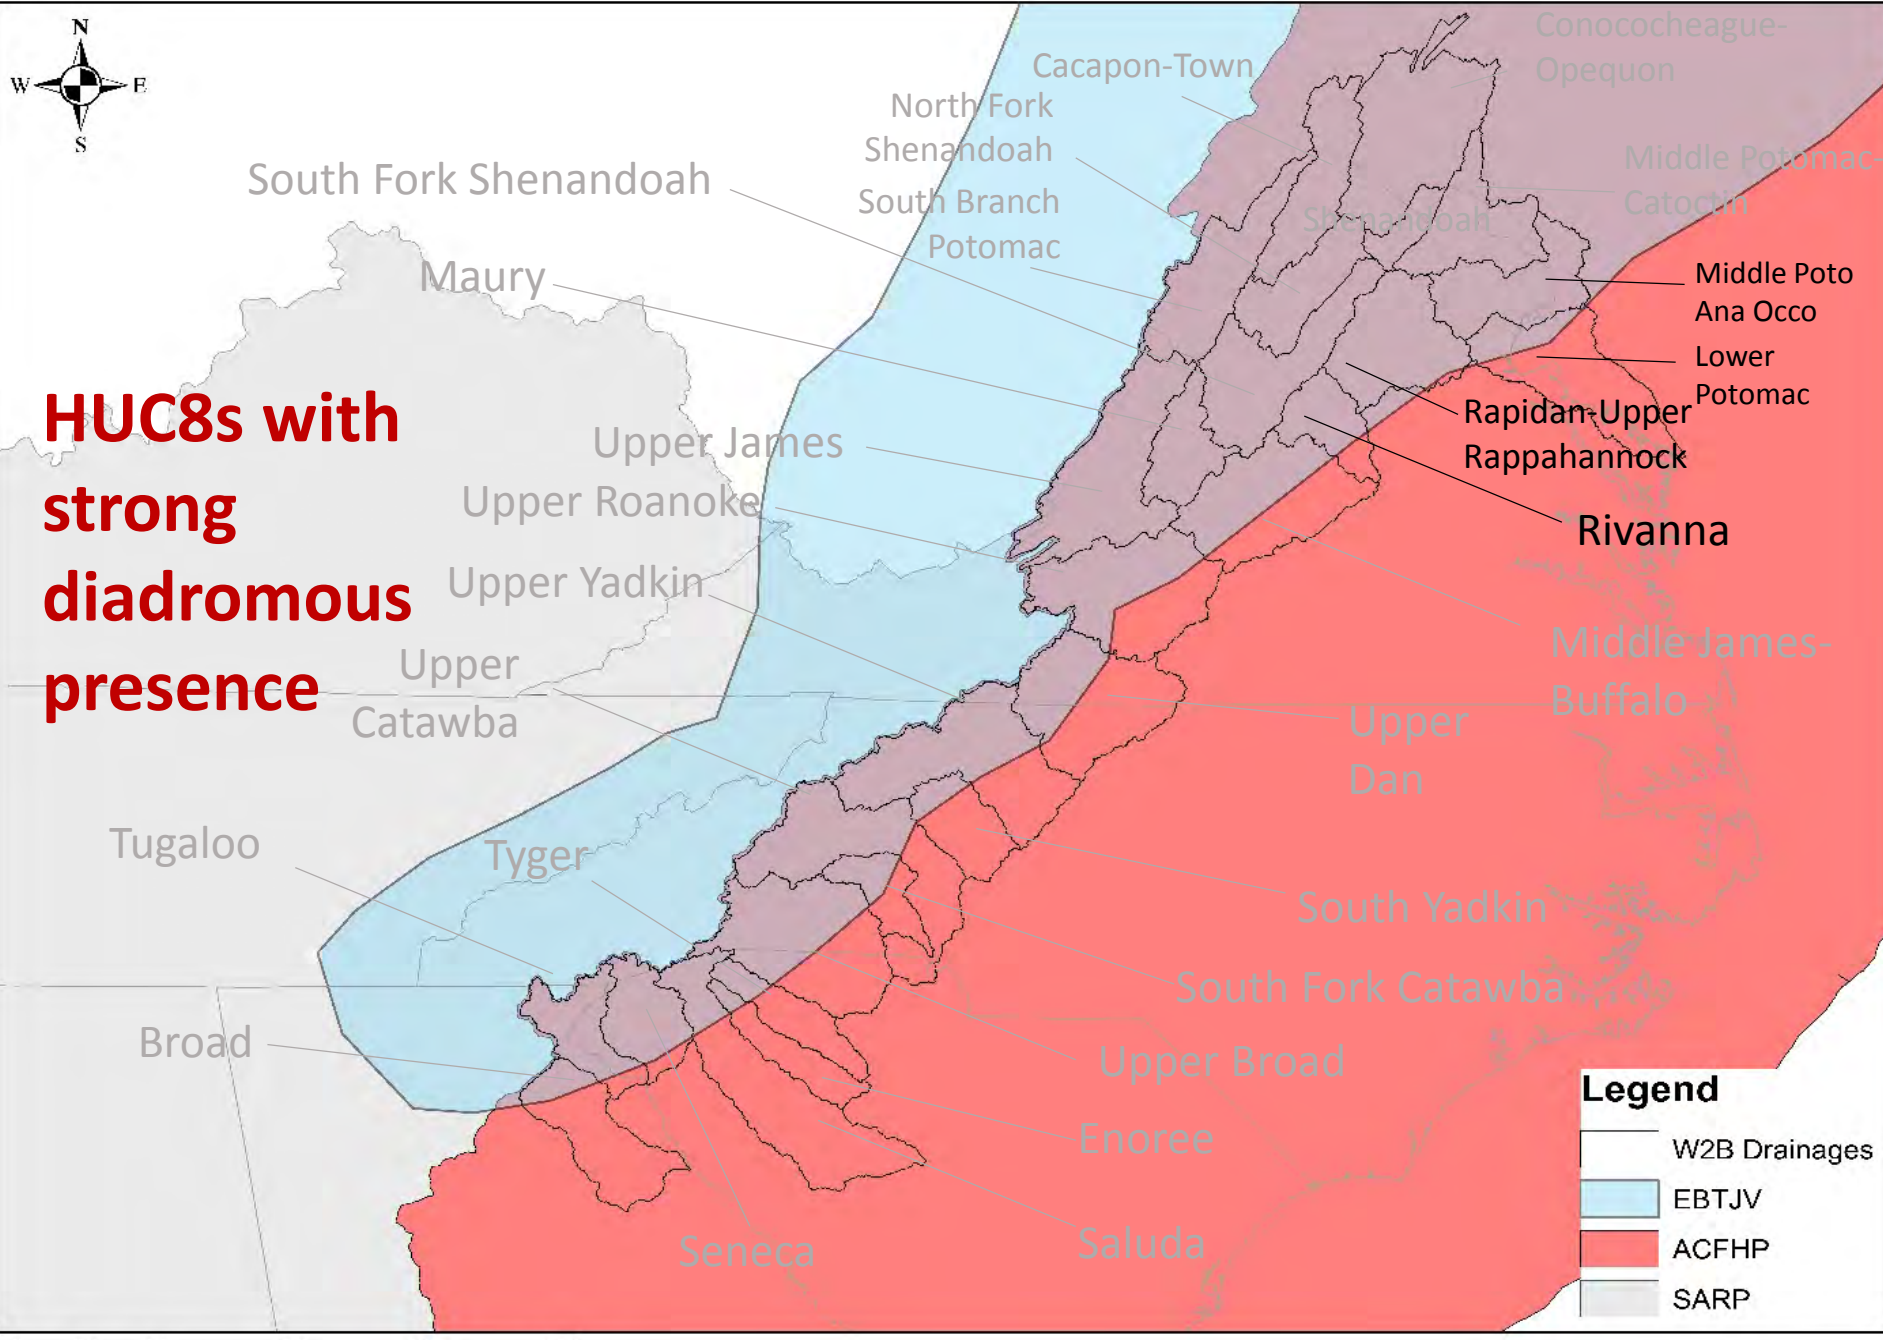 N
W
E
S
Conococheague-
Opequon
Cacapon-Town
North Fork
Shenandoah
Middle Potomac-
Catoctin
South Fork Shenandoah
South Branch
Potomac
Shenandoah
Maury
Middle Poto
Ana Occo
Lower
Potomac
HUC8s with
strong
diadromous
presence
Rapidan-Upper
Rappahannock
Upper James
Upper Roanoke
Rivanna
Upper Yadkin
Middle James-
Buffalo
Upper
Catawba
Upper
Dan
Tugaloo
Tyger
South Yadkin
South Fork Catawba
Broad
Upper Broad
Enoree
Saluda
Seneca
Legend
W2B Drainages
EBTJV
ACFHP
SARP